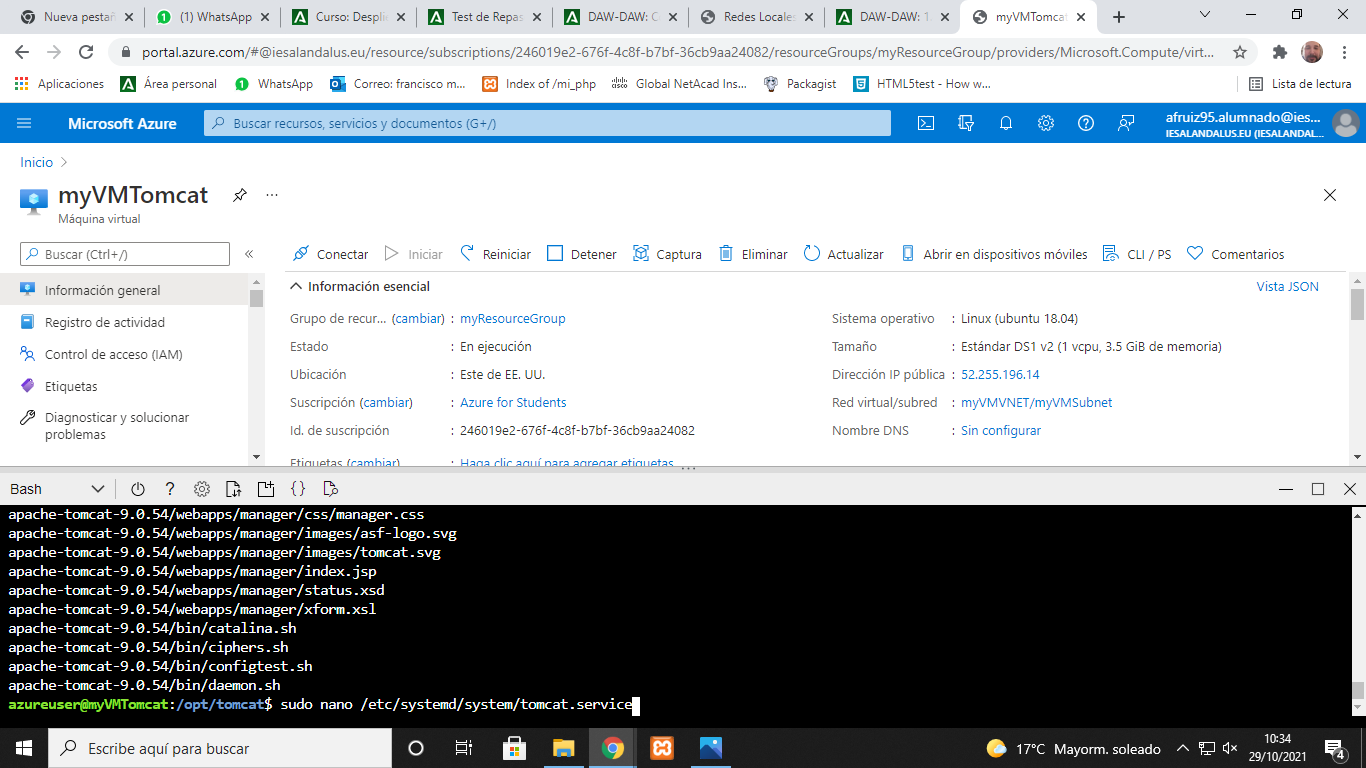 Nueva pestañ
(1) WhatsApp
Curso: Despli
Test de Repas
DAW-DAW: C
Redes Locales
DAW-DAW: 1.
myVMTomcat
portal.azure.com/#@iesalandalus.eu/resource/subscriptions/246019e2-676f-4c8f-b7bf-36cb9aa24082/resourceGroups/myResourceGroup/providers/Microsoft.Compute/virt...
Aplicaciones
Área personal
WhatsApp
Correo: francisco m...
Index of /mi_php
Global NetAcad Ins...
Packagist
HTML5test - How w...
Lista de lectura
Microsoft Azure
Buscar recursos, servicios y documentos (G+/)
afruiz95.alumnado@ies...
IESALANDALUS.EU (IESALANDAL...
Inicio
myVMTomcat
Máquina virtual
Buscar (Ctrl+/)
Conectar
Iniciar
Reiniciar
Detener
Captura
Eliminar
Actualizar
Abrir en dispositivos móviles
CLI / PS
Comentarios
Información general
Registro de actividad
Control de acceso (IAM)
Etiquetas
Diagnosticar y solucionar
problemas
Información esencial
Vista JSON
Grupo de recur... (cambiar) : myResourceGroup
Estado : En ejecución
Ubicación : Este de EE. UU.
Suscripción (cambiar) : Azure for Students
Id. de suscripción : 246019e2-676f-4c8f-b7bf-36cb9aa24082
Etiquetas (cambiar) : Haga clic aquí para agregar etiquetas
Sistema operativo : Linux (ubuntu 18.04)
Tamaño : Estándar DS1 v2 (1 vcpu, 3.5 GiB de memoria)
Dirección IP pública : 52.255.196.14
Red virtual/subred : myVMVNET/myVMSubnet
Nombre DNS : Sin configurar
Bash
apache-tomcat-9.0.54/webapps/manager/css/manager.css
apache-tomcat-9.0.54/webapps/manager/images/asf-logo.svg
apache-tomcat-9.0.54/webapps/manager/images/tomcat.svg
apache-tomcat-9.0.54/webapps/manager/index.jsp
apache-tomcat-9.0.54/webapps/manager/status.xsd
apache-tomcat-9.0.54/webapps/manager/xform.xsl
apache-tomcat-9.0.54/bin/catalina.sh
apache-tomcat-9.0.54/bin/ciphers.sh
apache-tomcat-9.0.54/bin/configtest.sh
apache-tomcat-9.0.54/bin/daemon.sh
azureuser@myVMTomcat:/opt/tomcat$ sudo nano /etc/systemd/system/tomcat.service
Escribe aquí para buscar
17°C Mayorm. soleado
10:34
29/10/2021
4